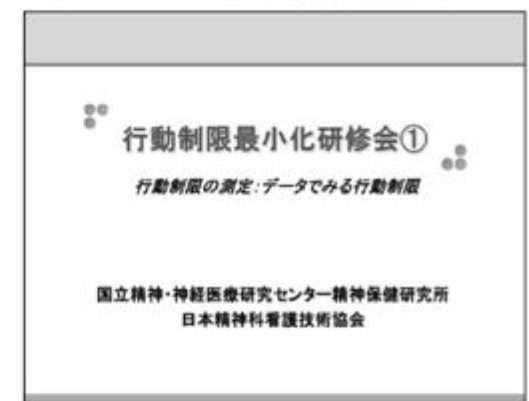 行動制限最小化研修会①
行動制限の測定：データでみる行動制限
国立精神・神経医療研究センター精神保健研究所
日本精神科看護技術協会